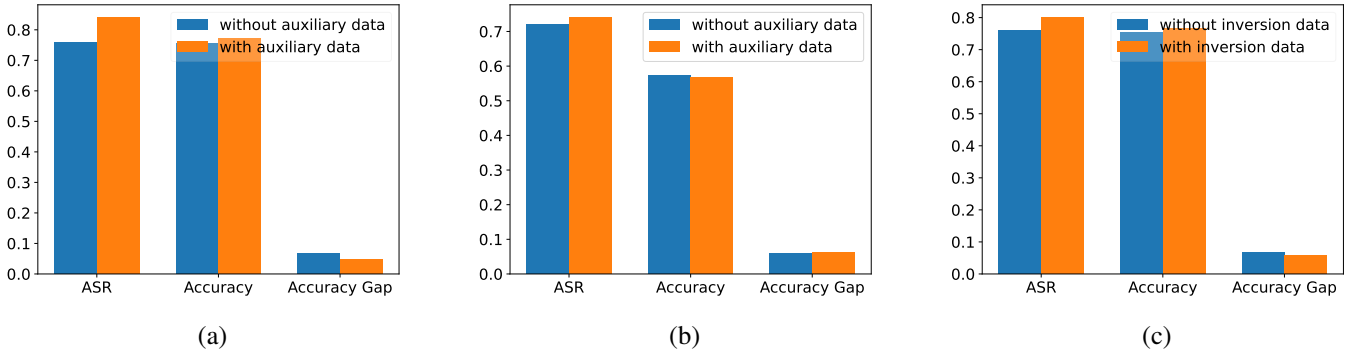 without auxiliary data
with auxiliary data
0.8
0.7
0.6
0.5
0.4
0.3
0.2
0.1
0.0
ASR Accuracy Accuracy Gap
(a)
without auxiliary data
with auxiliary data
0.7
0.6
0.5
0.4
0.3
0.2
0.1
0.0
ASR Accuracy Accuracy Gap
(b)
without inversion data
with inversion data
0.8
0.7
0.6
0.5
0.4
0.3
0.2
0.1
0.0
ASR Accuracy Accuracy Gap
(c)